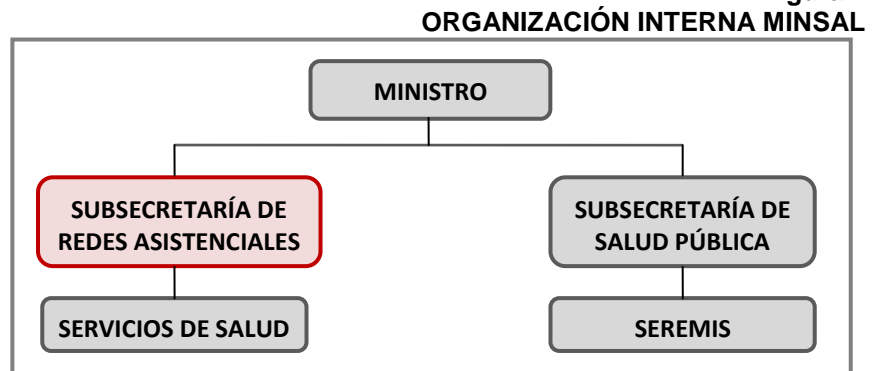 ORGANIZACIÓN INTERNA MINSAL
MINISTRO
SUBSECRETARÍA DE
REDES ASISTENCIALES
SUBSECRETARÍA DE
SALUD PÚBLICA
SERVICIOS DE SALUD
SEREMIS